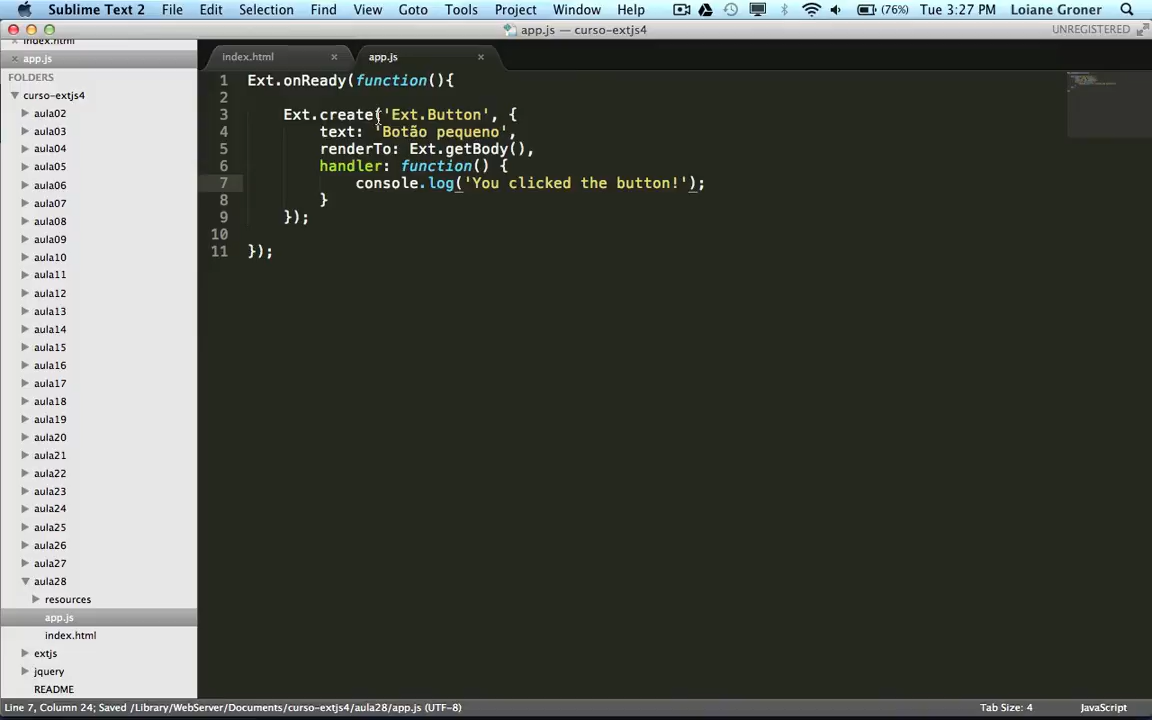 Sublime Text 2 File Edit Selection Find View Goto Tools Project Window Help (76%) Tue 3:27 PM Loiane Groner
app.js — curso-extjs4 UNREGISTERED
index.html
app.js
index.html × app.js ×
FOLDERS
curso-extjs4
aula02
aula03
aula04
aula05
aula06
aula07
aula08
aula09
aula10
aula11
aula12
aula13
aula14
aula15
aula16
aula17
aula18
aula19
aula20
aula21
aula22
aula23
aula24
aula25
aula26
aula27
aula28
resources
app.js
index.html
extjs
jquery
README
1 Ext.onReady(function(){
2
3 Ext.create('Ext.Button', {
4 text: 'Botão pequeno',
5 renderTo: Ext.getBody(),
6 handler: function() {
7 console.log('You clicked the button!');
8 }
9 });
10
11 });
Line 7, Column 24; Saved /Library/WebServer/Documents/curso-extjs4/aula28/app.js (UTF-8) Tab Size: 4 JavaScript